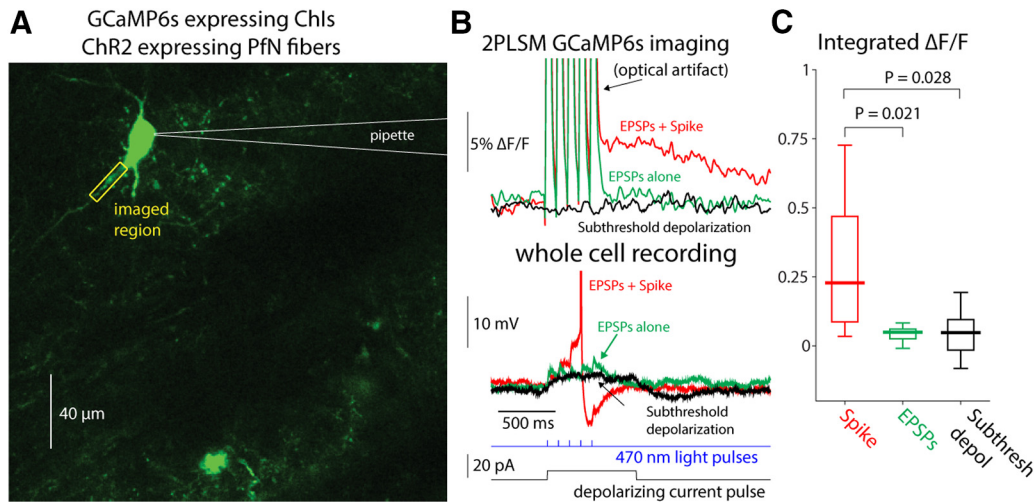 A
GCaMP6s expressing ChIs
ChR2 expressing PfN fibers
pipette
imaged
region
40 µm
B
2PLSM GCaMP6s imaging
(optical artifact)
5% ΔF/F
EPSPs + Spike
EPSPs alone
Subthreshold depolarization
whole cell recording
EPSPs + Spike
10 mV
EPSPs alone
500 ms
Subthreshold
depolarization
470 nm light pulses
20 pA
depolarizing current pulse
C
Integrated ΔF/F
1
P = 0.028
0.75
P = 0.021
0.5
0.25
0
Spike
EPSPs
Subthresh
depol